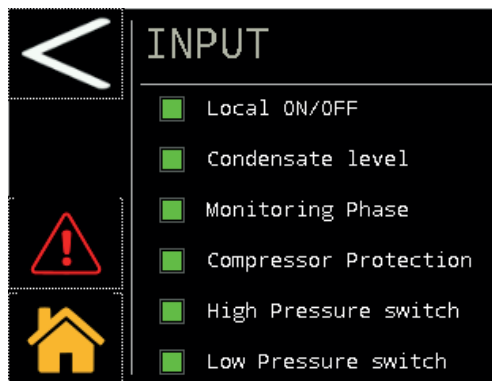 INPUT
Local ON/OFF
Condensate level
Monitoring Phase
Compressor Protection
High Pressure switch
Low Pressure switch